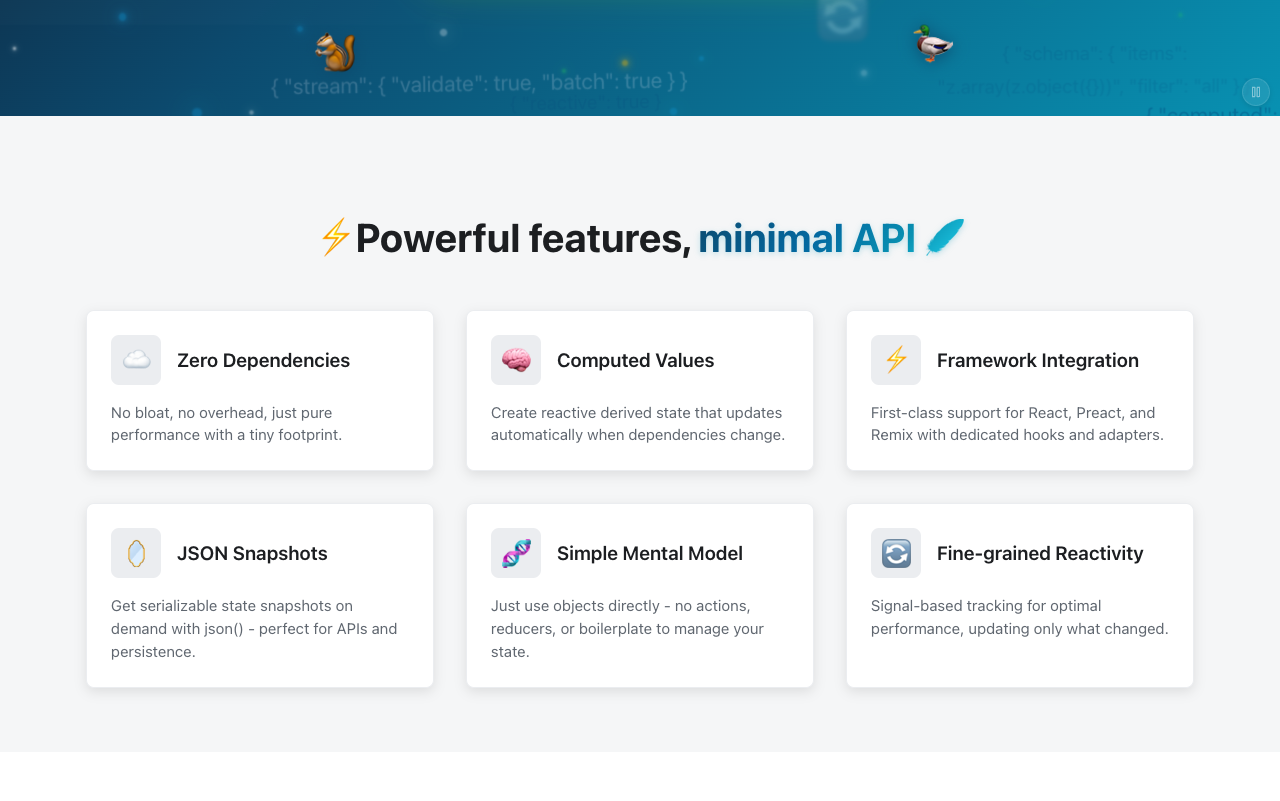 { "schema": { "items":
{ "stream": { "validate": true, "batch": true } }
"z.array(z.object({}))", "filter": "all" }
{ "reactive": true }
{ "computed":
Powerful features, minimal API
Zero Dependencies
No bloat, no overhead, just pure
performance with a tiny footprint.
Computed Values
Create reactive derived state that updates
automatically when dependencies change.
Framework Integration
First-class support for React, Preact, and
Remix with dedicated hooks and adapters.
JSON Snapshots
Get serializable state snapshots on
demand with json() - perfect for APIs and
persistence.
Simple Mental Model
Just use objects directly - no actions,
reducers, or boilerplate to manage your
state.
Fine-grained Reactivity
Signal-based tracking for optimal
performance, updating only what changed.